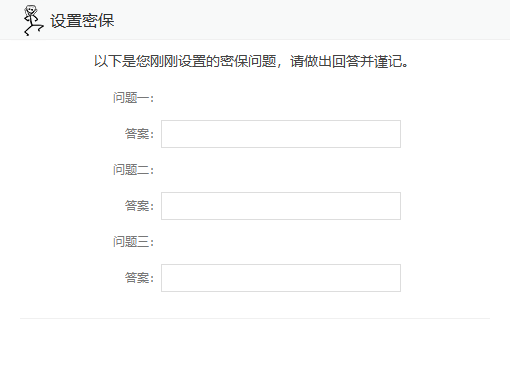 设置密保
以下是您刚刚设置的密保问题，请做出回答并谨记。
问题一：
答案：
问题二：
答案：
问题三：
答案：